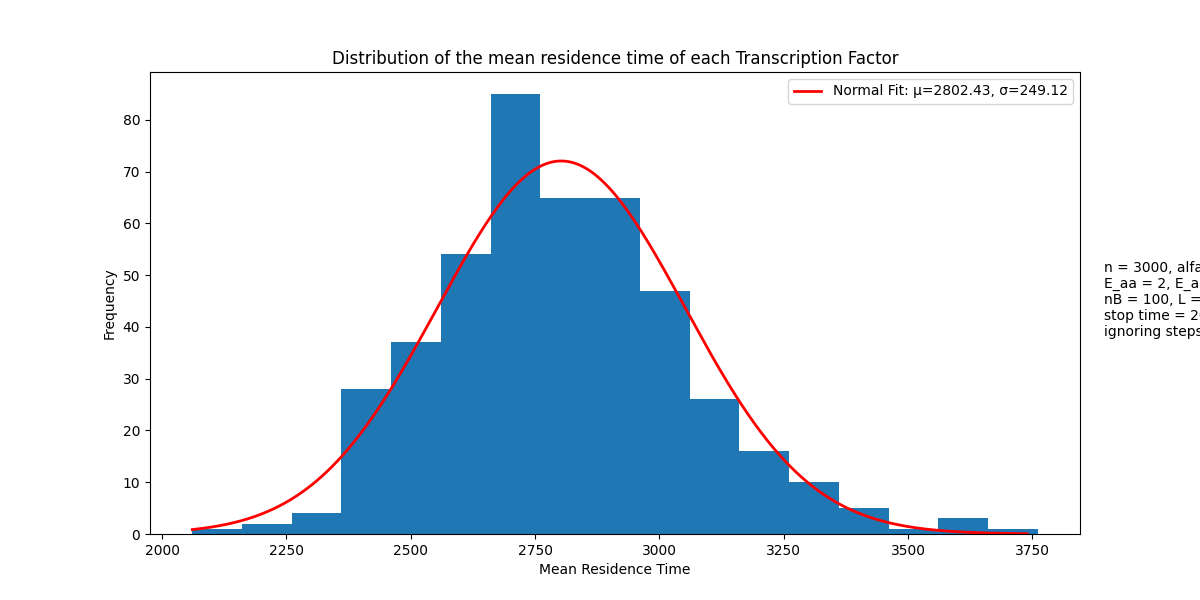 Distribution of the mean residence time of each Transcription Factor
Normal Fit: μ=2802.43, σ=249.12
Frequency
80
70
60
50
40
30
20
10
0
2000
2250
2500
2750
3000
3250
3500
3750
Mean Residence Time
n = 3000, alfa
E_aa = 2, E_a
nB = 100, L =
stop time = 2
ignoring steps